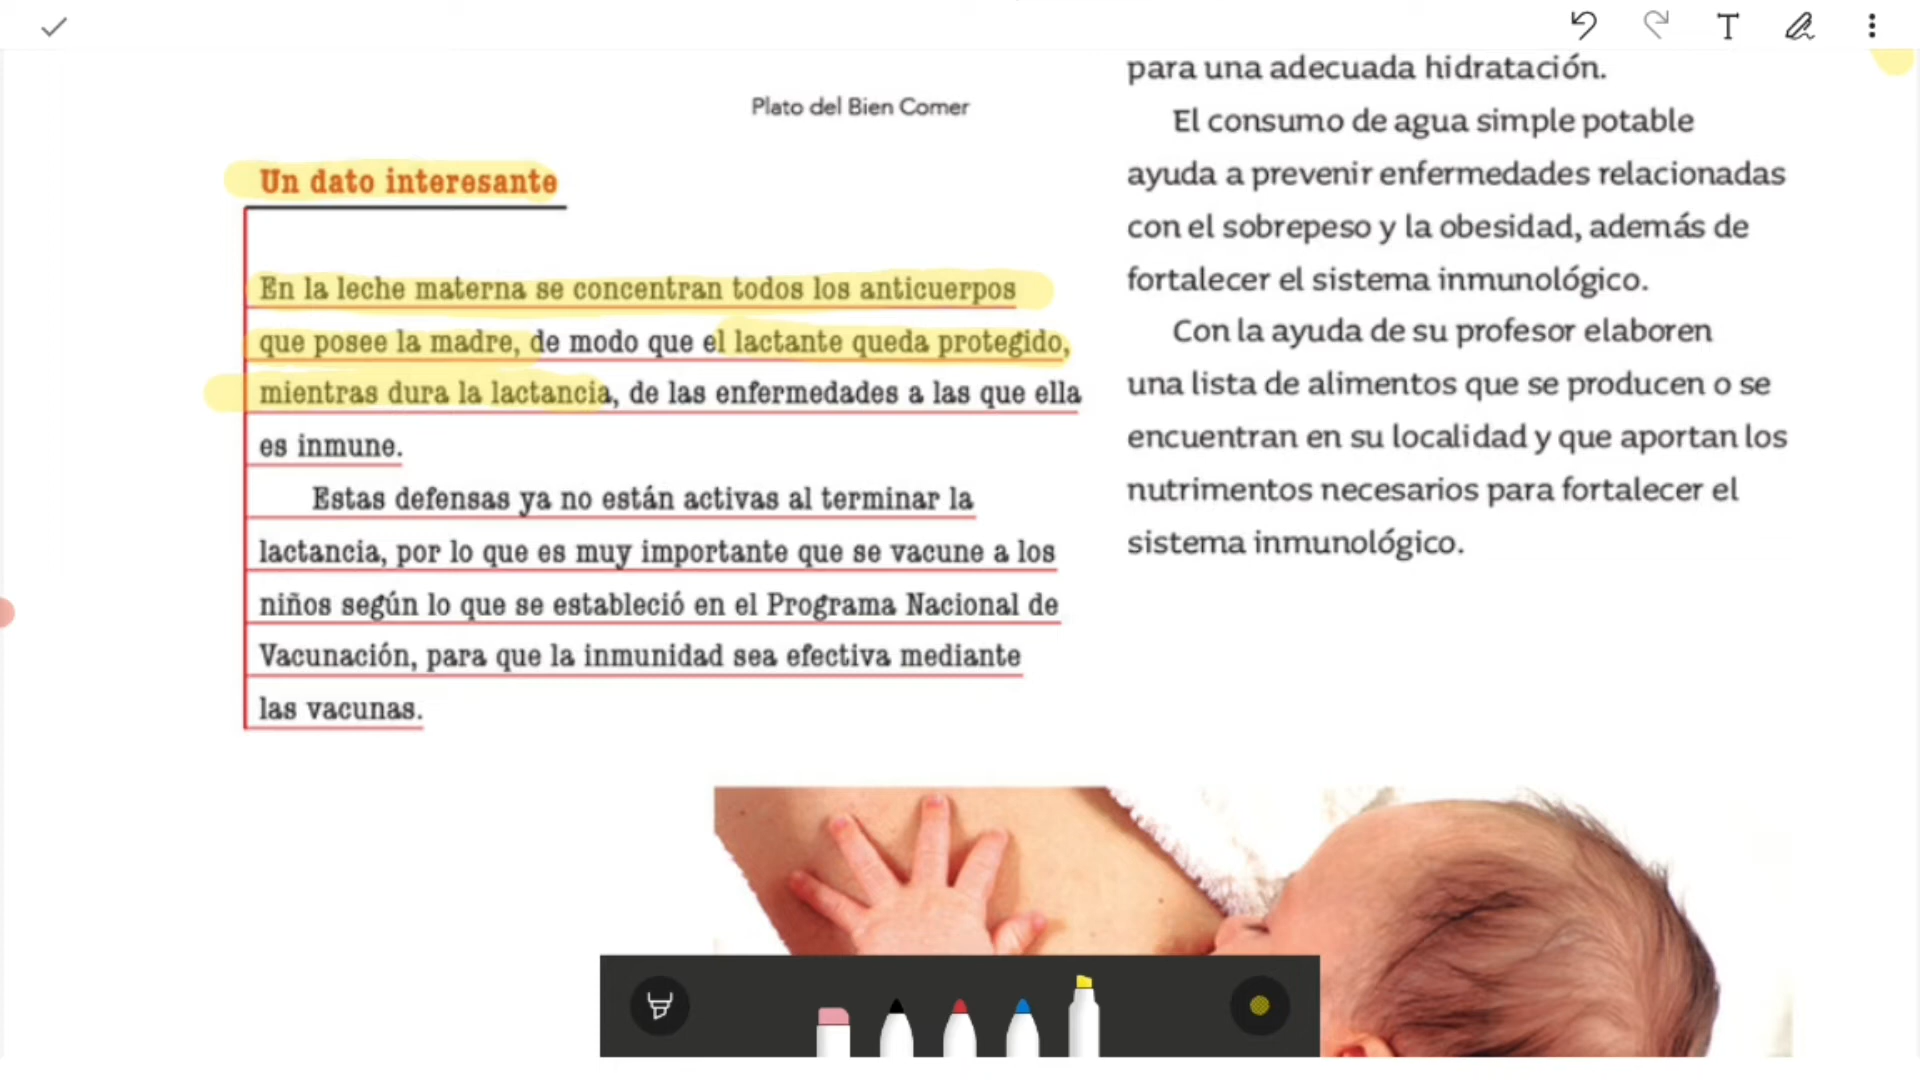 Plato del Bien Comer
Un dato interesante
En la leche materna se concentran todos los anticuerpos
que posee la madre, de modo que el lactante queda protegido,
mientras dura la lactancia, de las enfermedades a las que ella
es inmune.
Estas defensas ya no están activas al terminar la
lactancia, por lo que es muy importante que se vacune a los
niños según lo que se estableció en el Programa Nacional de
Vacunación, para que la inmunidad sea efectiva mediante
las vacunas.
para una adecuada hidratación.
El consumo de agua simple potable
ayuda a prevenir enfermedades relacionadas
con el sobrepeso y la obesidad, además de
fortalecer el sistema inmunológico.
Con la ayuda de su profesor elaboren
una lista de alimentos que se producen o se
encuentran en su localidad y que aportan los
nutrimentos necesarios para fortalecer el
sistema inmunológico.